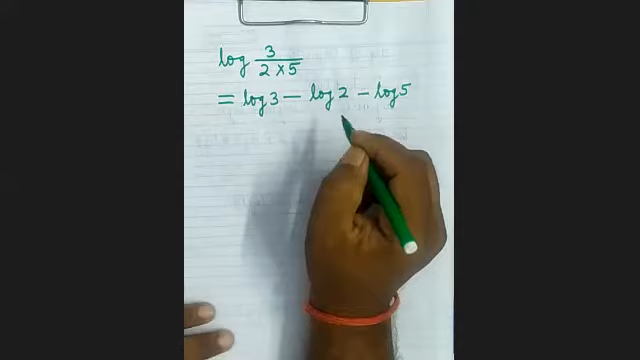 log 3/(2 × 5)
= log 3 — log 2 — log 5